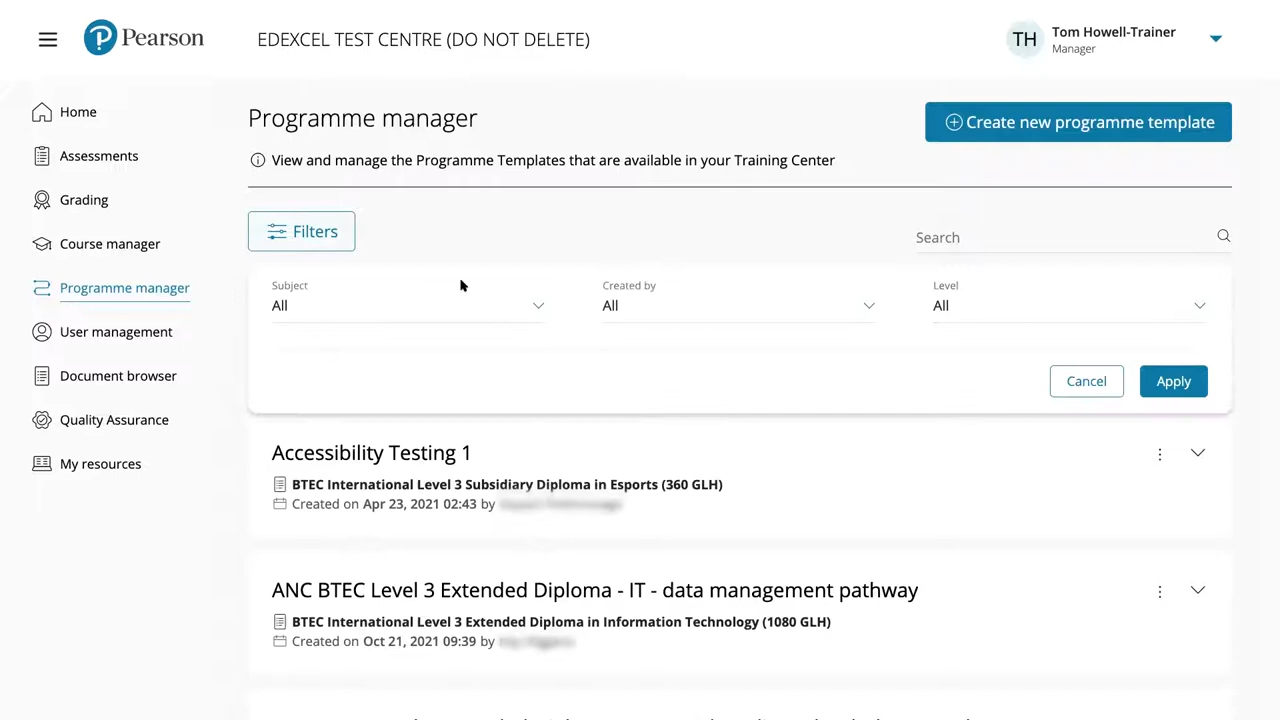 Pearson
EDEXCEL TEST CENTRE (DO NOT DELETE)
TH
Tom Howell-Trainer
Manager
Home
Assessments
Grading
Course manager
Programme manager
User management
Document browser
Quality Assurance
My resources
Programme manager
Create new programme template
View and manage the Programme Templates that are available in your Training Center
Filters
Search
Subject
All
Created by
All
Level
All
Cancel
Apply
Accessibility Testing 1
BTEC International Level 3 Subsidiary Diploma in Esports (360 GLH)
Created on Apr 23, 2021 02:43 by
ANC BTEC Level 3 Extended Diploma - IT - data management pathway
BTEC International Level 3 Extended Diploma in Information Technology (1080 GLH)
Created on Oct 21, 2021 09:39 by